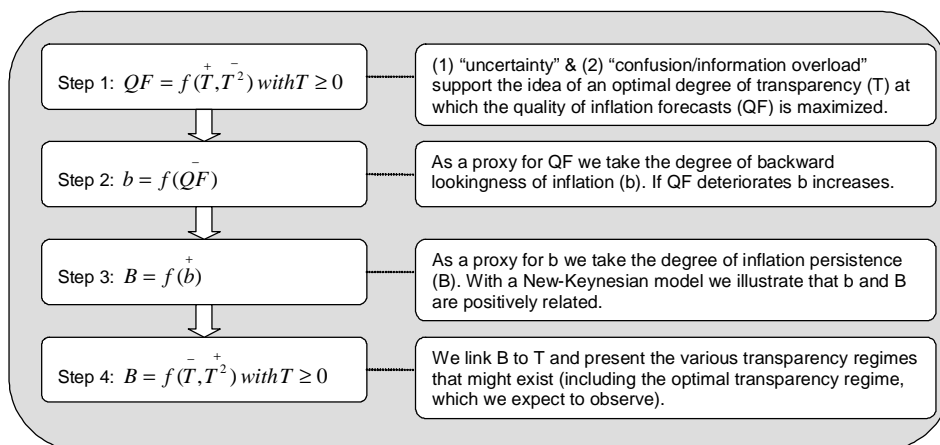 Step 1: QF = f(T⁺, T²⁻) with T ≥ 0
(1) “uncertainty” & (2) “confusion/information overload”
support the idea of an optimal degree of transparency (T) at
which the quality of inflation forecasts (QF) is maximized.
Step 2: b = f(QF⁻)
As a proxy for QF we take the degree of backward
lookingness of inflation (b). If QF deteriorates b increases.
Step 3: B = f(b⁺)
As a proxy for b we take the degree of inflation persistence
(B). With a New-Keynesian model we illustrate that b and B
are positively related.
Step 4: B = f(T⁻, T²⁺) with T ≥ 0
We link B to T and present the various transparency regimes
that might exist (including the optimal transparency regime,
which we expect to observe).